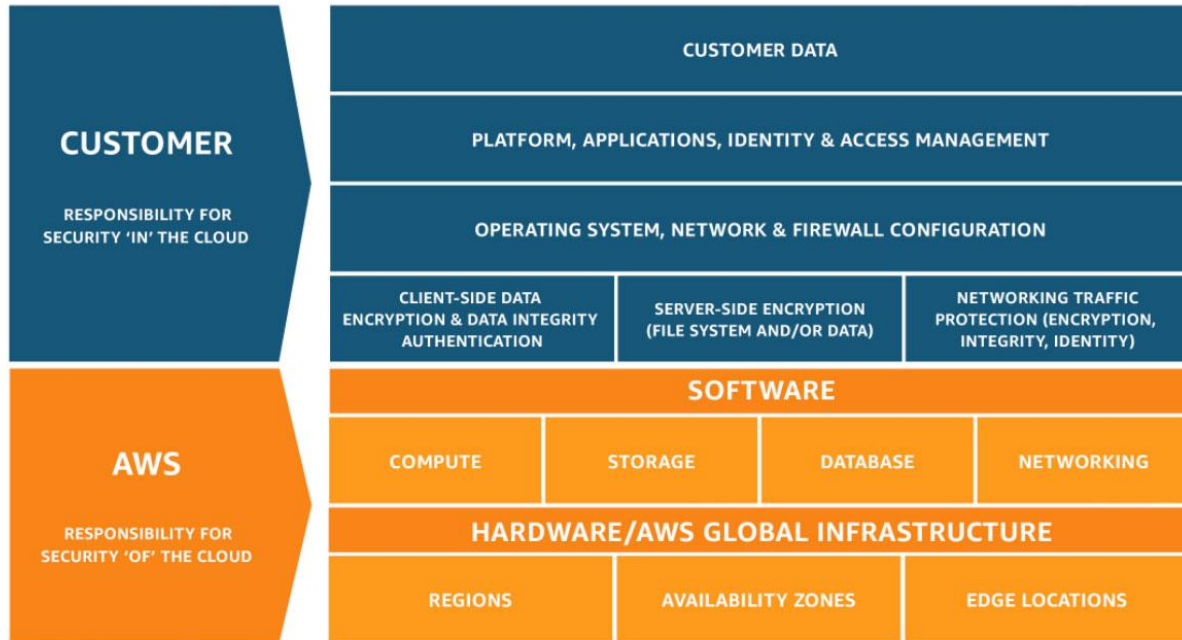 CUSTOMER
RESPONSIBILITY FOR
SECURITY ‘IN’ THE CLOUD
CUSTOMER DATA
PLATFORM, APPLICATIONS, IDENTITY & ACCESS MANAGEMENT
OPERATING SYSTEM, NETWORK & FIREWALL CONFIGURATION
CLIENT-SIDE DATA
ENCRYPTION & DATA INTEGRITY
AUTHENTICATION
SERVER-SIDE ENCRYPTION
(FILE SYSTEM AND/OR DATA)
NETWORKING TRAFFIC
PROTECTION (ENCRYPTION,
INTEGRITY, IDENTITY)
AWS
RESPONSIBILITY FOR
SECURITY ‘OF’ THE CLOUD
SOFTWARE
COMPUTE
STORAGE
DATABASE
NETWORKING
HARDWARE/AWS GLOBAL INFRASTRUCTURE
REGIONS
AVAILABILITY ZONES
EDGE LOCATIONS